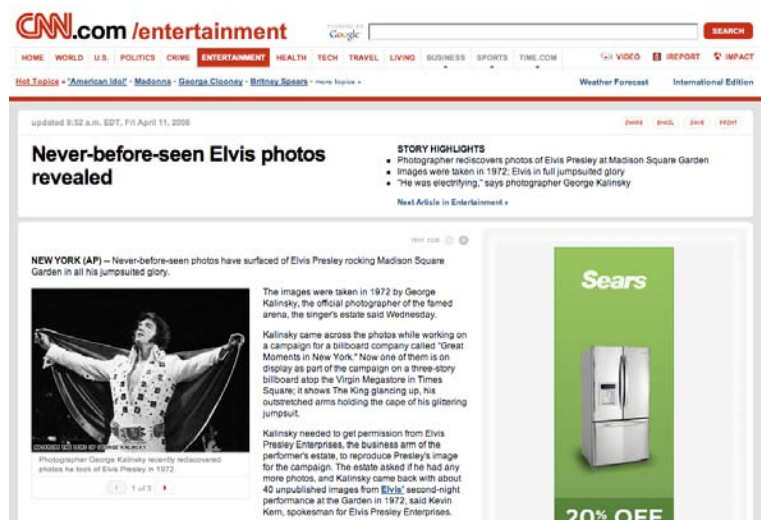 CNN.com /entertainment
POWERED BY
Google
SEARCH
HOME WORLD U.S. POLITICS CRIME ENTERTAINMENT HEALTH TECH TRAVEL LIVING BUSINESS SPORTS TIME.COM VIDEO IREPORT IMPACT
Hot Topics » "American Idol" • Madonna • George Clooney • Britney Spears • more topics »
Weather Forecast International Edition
updated 8:52 a.m. EDT, Fri April 11, 2008
SHARE EMAIL SAVE PRINT
Never-before-seen Elvis photos
revealed
STORY HIGHLIGHTS
Photographer rediscovers photos of Elvis Presley at Madison Square Garden
Images were taken in 1972; Elvis in full jumpsuited glory
"He was electrifying," says photographer George Kalinsky
Next Article in Entertainment »
TEXT SIZE
NEW YORK (AP) -- Never-before-seen photos have surfaced of Elvis Presley rocking Madison Square
Garden in all his jumpsuited glory.
The images were taken in 1972 by George
Kalinsky, the official photographer of the famed
arena, the singer's estate said Wednesday.
Kalinsky came across the photos while working on
a campaign for a billboard company called "Great
Moments in New York." Now one of them is on
display as part of the campaign on a three-story
billboard atop the Virgin Megastore in Times
Square; it shows The King glancing up, his
outstretched arms holding the cape of his glittering
jumpsuit.
Photographer George Kalinsky recently rediscovered
photos he took of Elvis Presley in 1972.
1 of 3
Kalinsky needed to get permission from Elvis
Presley Enterprises, the business arm of the
performer's estate, to reproduce Presley's image
for the campaign. The estate asked if he had any
more photos, and Kalinsky came back with about
40 unpublished images from Elvis' second-night
performance at the Garden in 1972, said Kevin
Kern, spokesman for Elvis Presley Enterprises.
Sears
20% OFF